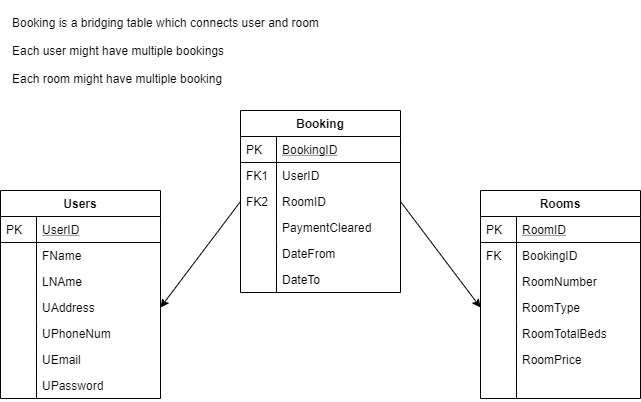 Booking is a bridging table which connects user and room
Each user might have multiple bookings
Each room might have multiple booking
Booking
PK BookingID
FK1 UserID
FK2 RoomID
PaymentCleared
DateFrom
DateTo
Users
PK UserID
FName
LNAme
UAddress
UPhoneNum
UEmail
UPassword
Rooms
PK RoomID
FK BookingID
RoomNumber
RoomType
RoomTotalBeds
RoomPrice